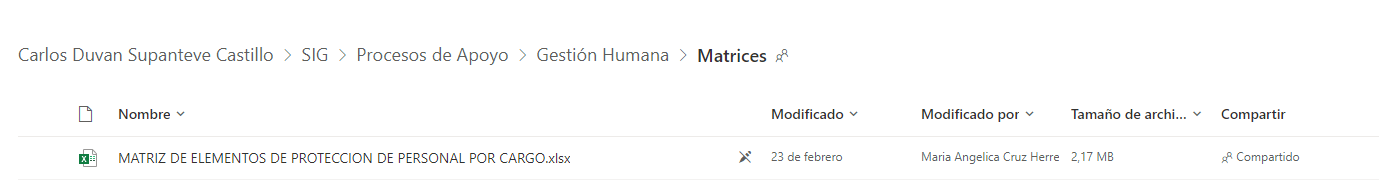 Carlos Duvan Supanteve Castillo > SIG > Procesos de Apoyo > Gestión Humana > Matrices
Nombre Modificado Modificado por Tamaño de archi... Compartir
MATRIZ DE ELEMENTOS DE PROTECCION DE PERSONAL POR CARGO.xlsx 23 de febrero Maria Angelica Cruz Herre 2,17 MB Compartido